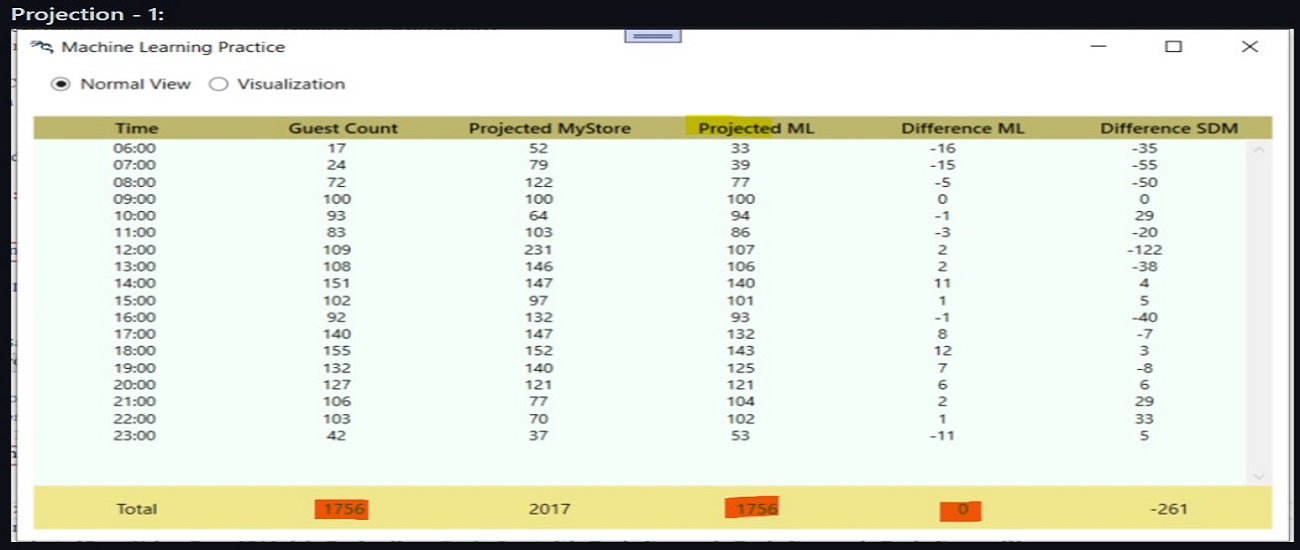 Projection - 1:
Machine Learning Practice
Normal View Visualization
Time Guest Count Projected MyStore Projected ML Difference ML Difference SDM
06:00 17 52 33 -16 -35
07:00 24 79 39 -15 -55
08:00 72 122 77 -5 -50
09:00 100 100 100 0 0
10:00 93 64 94 -1 29
11:00 83 103 86 -3 -20
12:00 109 231 107 2 -122
13:00 108 146 106 2 -38
14:00 151 147 140 11 4
15:00 102 97 101 1 5
16:00 92 132 93 -1 -40
17:00 140 147 132 8 -7
18:00 155 152 143 12 3
19:00 132 140 125 7 -8
20:00 127 121 121 6 6
21:00 106 77 104 2 29
22:00 103 70 102 1 33
23:00 42 37 53 -11 5
Total 1756 2017 1756 0 -261